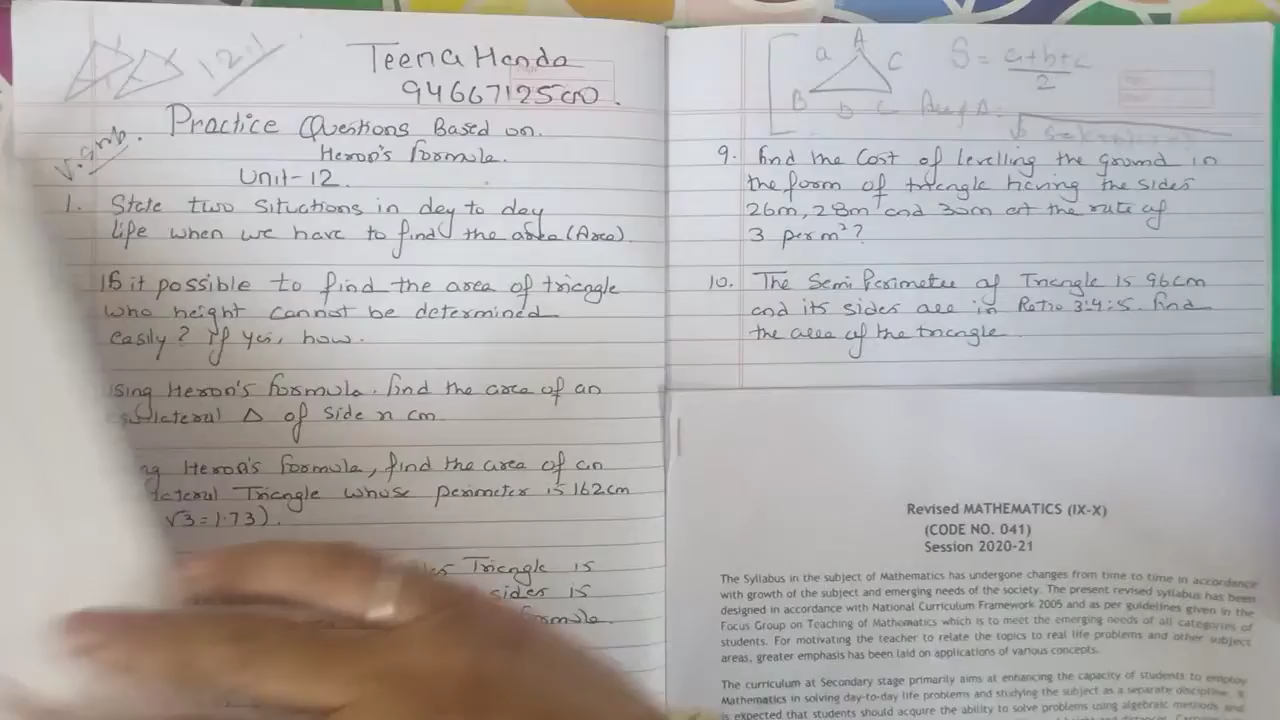 12.1
Teena Handa
94667125
V. Imp.
Practice Questions Based on.
Heron's formula.
Unit-12.
1. State two situations in day to day
life when we have to find the area (Area).
Is it possible to find the area of triangle
who height cannot be determined
easily? If yes, how.
sing Heron's formula. find the area of an
lateral Δ of side x cm
ng Heron's formula, find the area of an
lateral Triangle whose perimeter is 162cm
√3 = 1.73).
les Triangle is
sides is
ormula.
A
a c
B b C
S = a+b+c
2
9. find the Cost of levelling the ground in
the form of triangle having the sides
26m, 28m and 30m at the rate of
3 per m²?
10. The Semi Perimeter of Triangle is 96cm
and its sides are in Ratio 3:4:5. find
the area of the triangle
Revised MATHEMATICS (IX-X)
(CODE NO. 041)
Session 2020-21
The Syllabus in the subject of Mathematics has undergone changes from time to time in accordance
with growth of the subject and emerging needs of the society. The present revised syllabus has been
designed in accordance with National Curriculum Framework 2005 and as per guidelines given in the
Focus Group on Teaching of Mathematics which is to meet the emerging needs of all categories of
students. For motivating the teacher to relate the topics to real life problems and other subject
areas, greater emphasis has been laid on applications of various concepts.
The curriculum at Secondary stage primarily aims at enhancing the capacity of students to employ
Mathematics in solving day-to-day life problems and studying the subject as a separate discipline. It
is expected that students should acquire the ability to solve problems using algebraic methods and